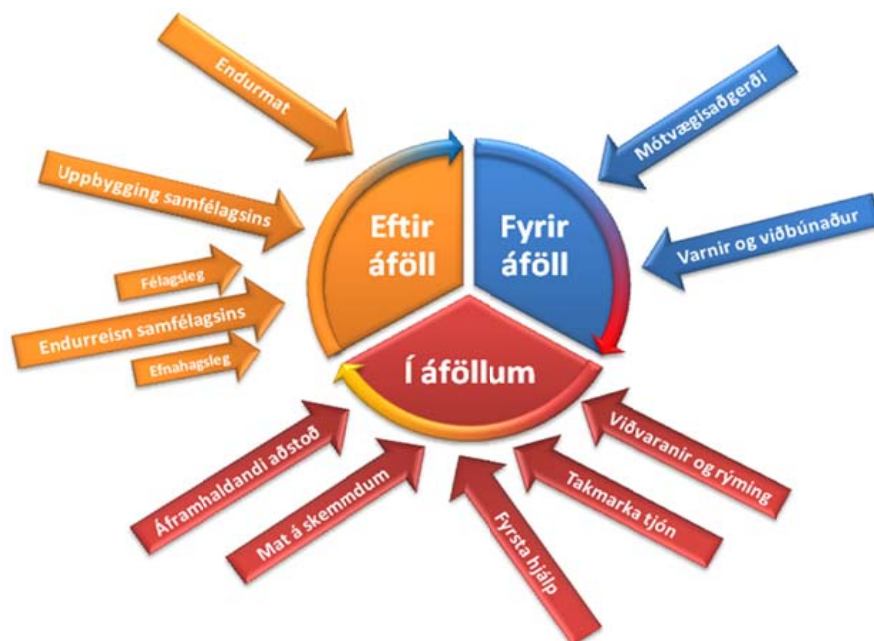 Endurmat
Uppbygging samfélagsins
Félagsleg
Endurreisn samfélagsins
Efnahagsleg
Eftir
áföll
Fyrir
áföll
Í áföllum
Mótvægisaðgerði
Varnir og viðbúnaður
Áframhaldandi aðstoð
Mat á skemmdum
Fyrsta hjálp
Takmarka tjón
Viðvaranir og rýming